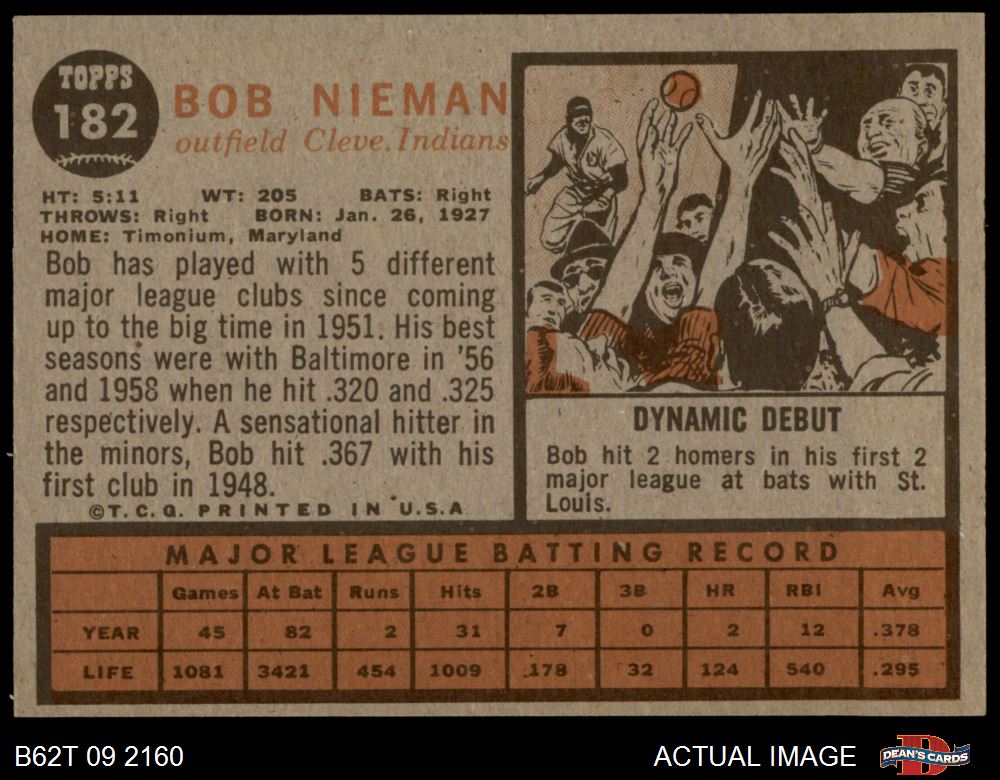 TOPPS
182
BOB NIEMAN
outfield Cleve. Indians
HT: 5:11 WT: 205 BATS: Right
THROWS: Right BORN: Jan. 26, 1927
HOME: Timonium, Maryland
Bob has played with 5 different
major league clubs since coming
up to the big time in 1951. His best
seasons were with Baltimore in '56
and 1958 when he hit .320 and .325
respectively. A sensational hitter in
the minors, Bob hit .367 with his
first club in 1948.
©T.C.G. PRINTED IN U.S.A
DYNAMIC DEBUT
Bob hit 2 homers in his first 2
major league at bats with St.
Louis.
MAJOR LEAGUE BATTING RECORD
Games At Bat Runs Hits 2B 3B HR RBI Avg
YEAR 45 82 2 31 7 0 2 12 .378
LIFE 1081 3421 454 1009 178 32 124 540 .295
B62T 09 2160 ACTUAL IMAGE DEAN'S CARDS